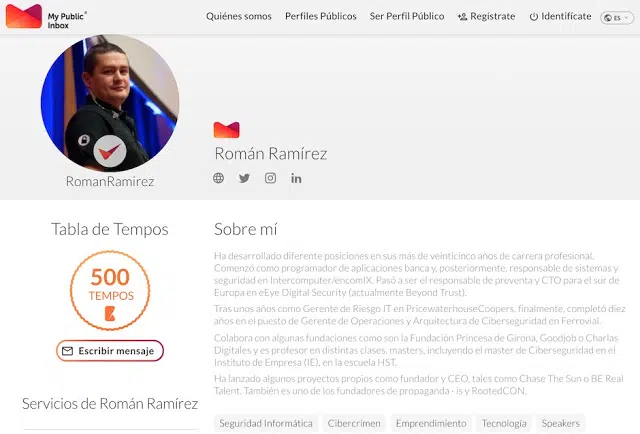 My Public®
Inbox
Quiénes somos
Perfiles Públicos
Ser Perfil Público
Regístrate
Identifícate
ES
Román Ramírez
RomanRamirez
Tabla de Tempos
500
TEMPOS
Escribir mensaje
Servicios de Román Ramírez
Sobre mí
Ha desarrollado diferente posiciones en sus más de veinticinco años de carrera profesional.
Comenzó como programador de aplicaciones banca y, posteriormente, responsable de sistemas y
seguridad en Intercomputer/encomIX. Pasó a ser el responsable de preventa y CTO para el sur de
Europa en eEye Digital Security (actualmente Beyond Trust).
Tras unos años como Gerente de Riesgo IT en PricewaterhouseCoopers, finalmente, completó diez
años en el puesto de Gerente de Operaciones y Arquitectura de Ciberseguridad en Ferrovial.
Colabora con algunas fundaciones como son la Fundación Princesa de Girona, Goodjob o Charlas
Digitales y es profesor en distintas clases, masters, incluyendo el master de Ciberseguridad en el
Instituto de Empresa (IE), en la escuela HST.
Ha lanzado algunos proyectos propios como fundador y CEO, tales como Chase The Sun o BE Real
Talent. También es uno de los fundadores de propaganda · is y RootedCON.
Seguridad Informática
Cibercrimen
Emprendimiento
Tecnología
Speakers